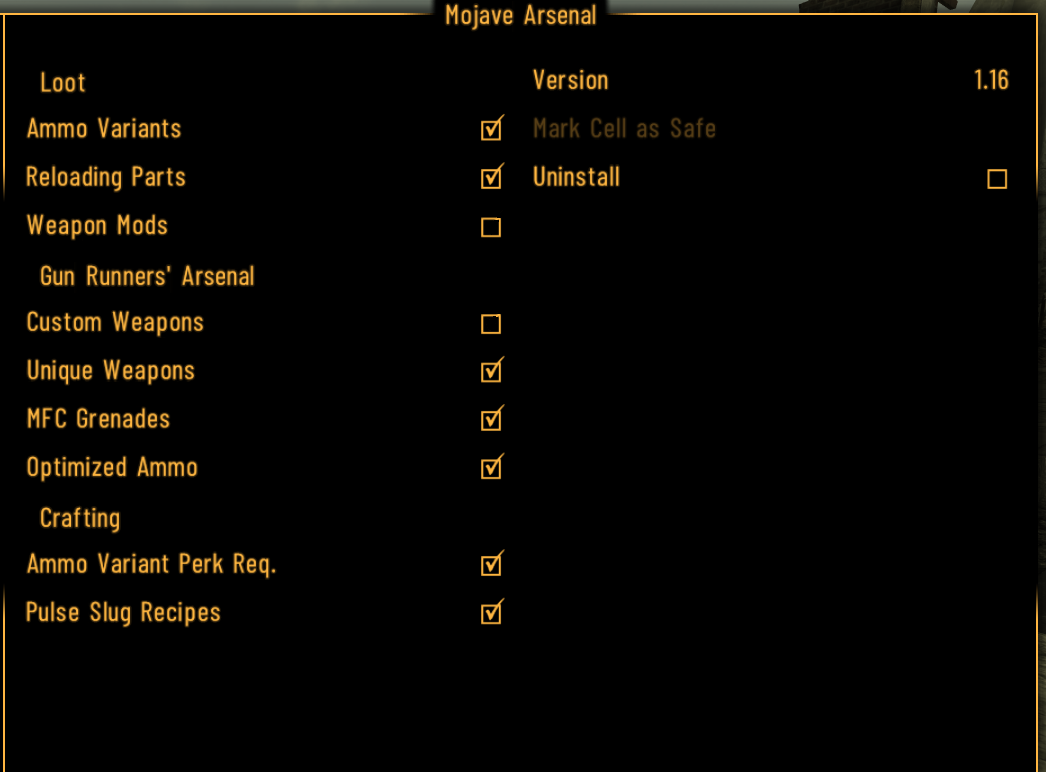 Mojave Arsenal
Loot
Ammo Variants
Reloading Parts
Weapon Mods
Gun Runners' Arsenal
Custom Weapons
Unique Weapons
MFC Grenades
Optimized Ammo
Crafting
Ammo Variant Perk Req.
Pulse Slug Recipes
Version 1.16
Mark Cell as Safe
Uninstall